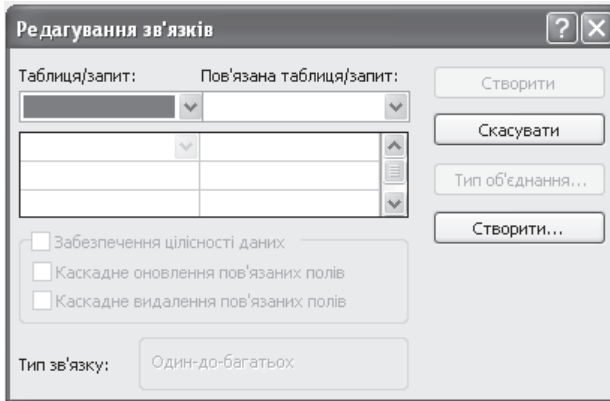 Редагування зв'язків
Таблиця/запит:
Пов'язана таблиця/запит:
Створити
Скасувати
Тип об'єднання...
Створити...
Забезпечення цілісності даних
Каскадне оновлення пов'язаних полів
Каскадне видалення пов'язаних полів
Тип зв'язку:
Один-до-багатьох